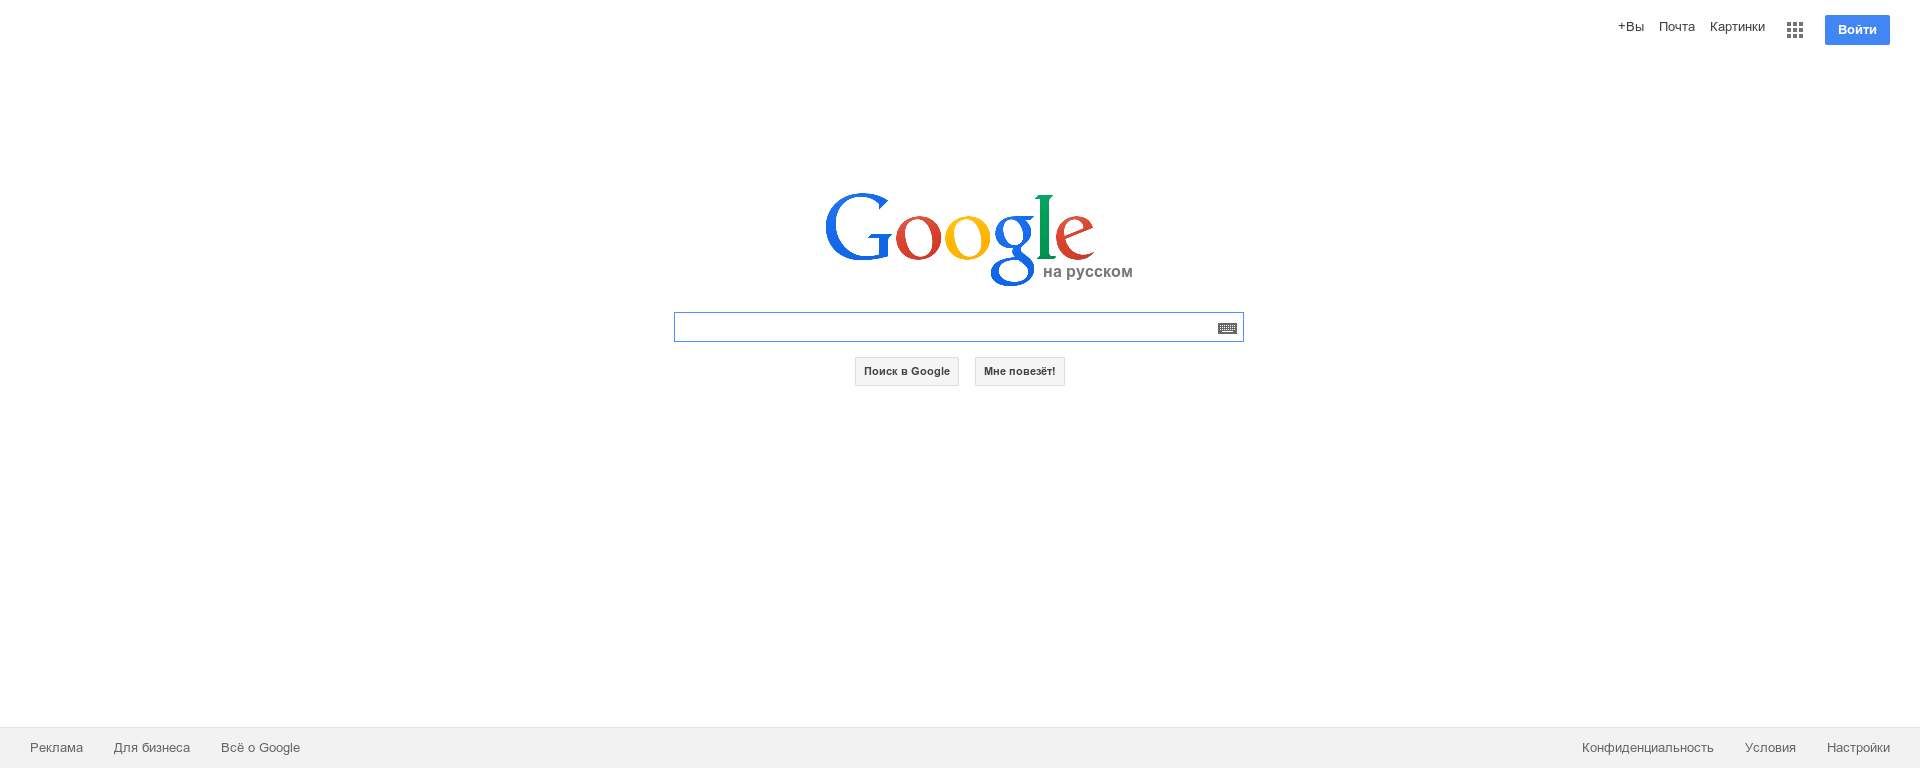 +Вы Почта Картинки Войти
Google
на русском
Поиск в Google Мне повезёт!
Реклама Для бизнеса Всё о Google Конфиденциальность Условия Настройки